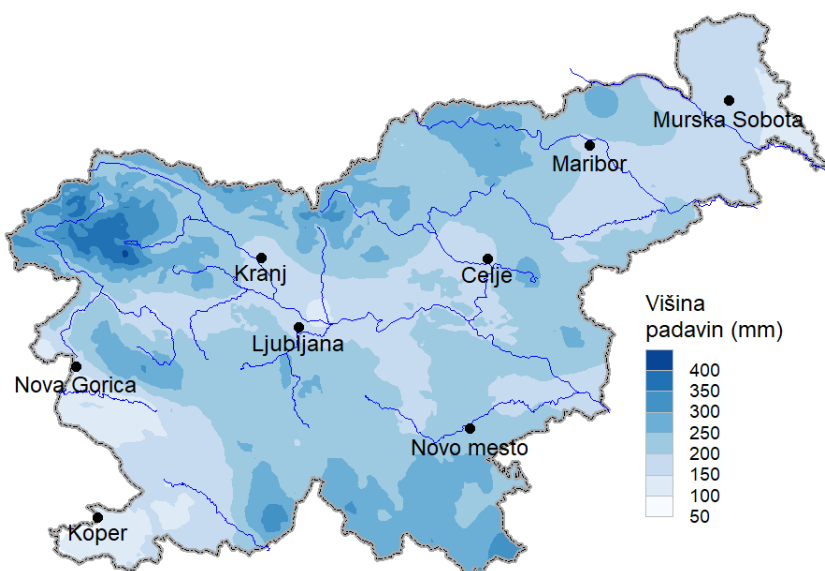 Murska Sobota
Maribor
Kranj
Celje
Ljubljana
Nova Gorica
Novo mesto
Koper
Višina
padavin (mm)
400
350
300
250
200
150
100
50